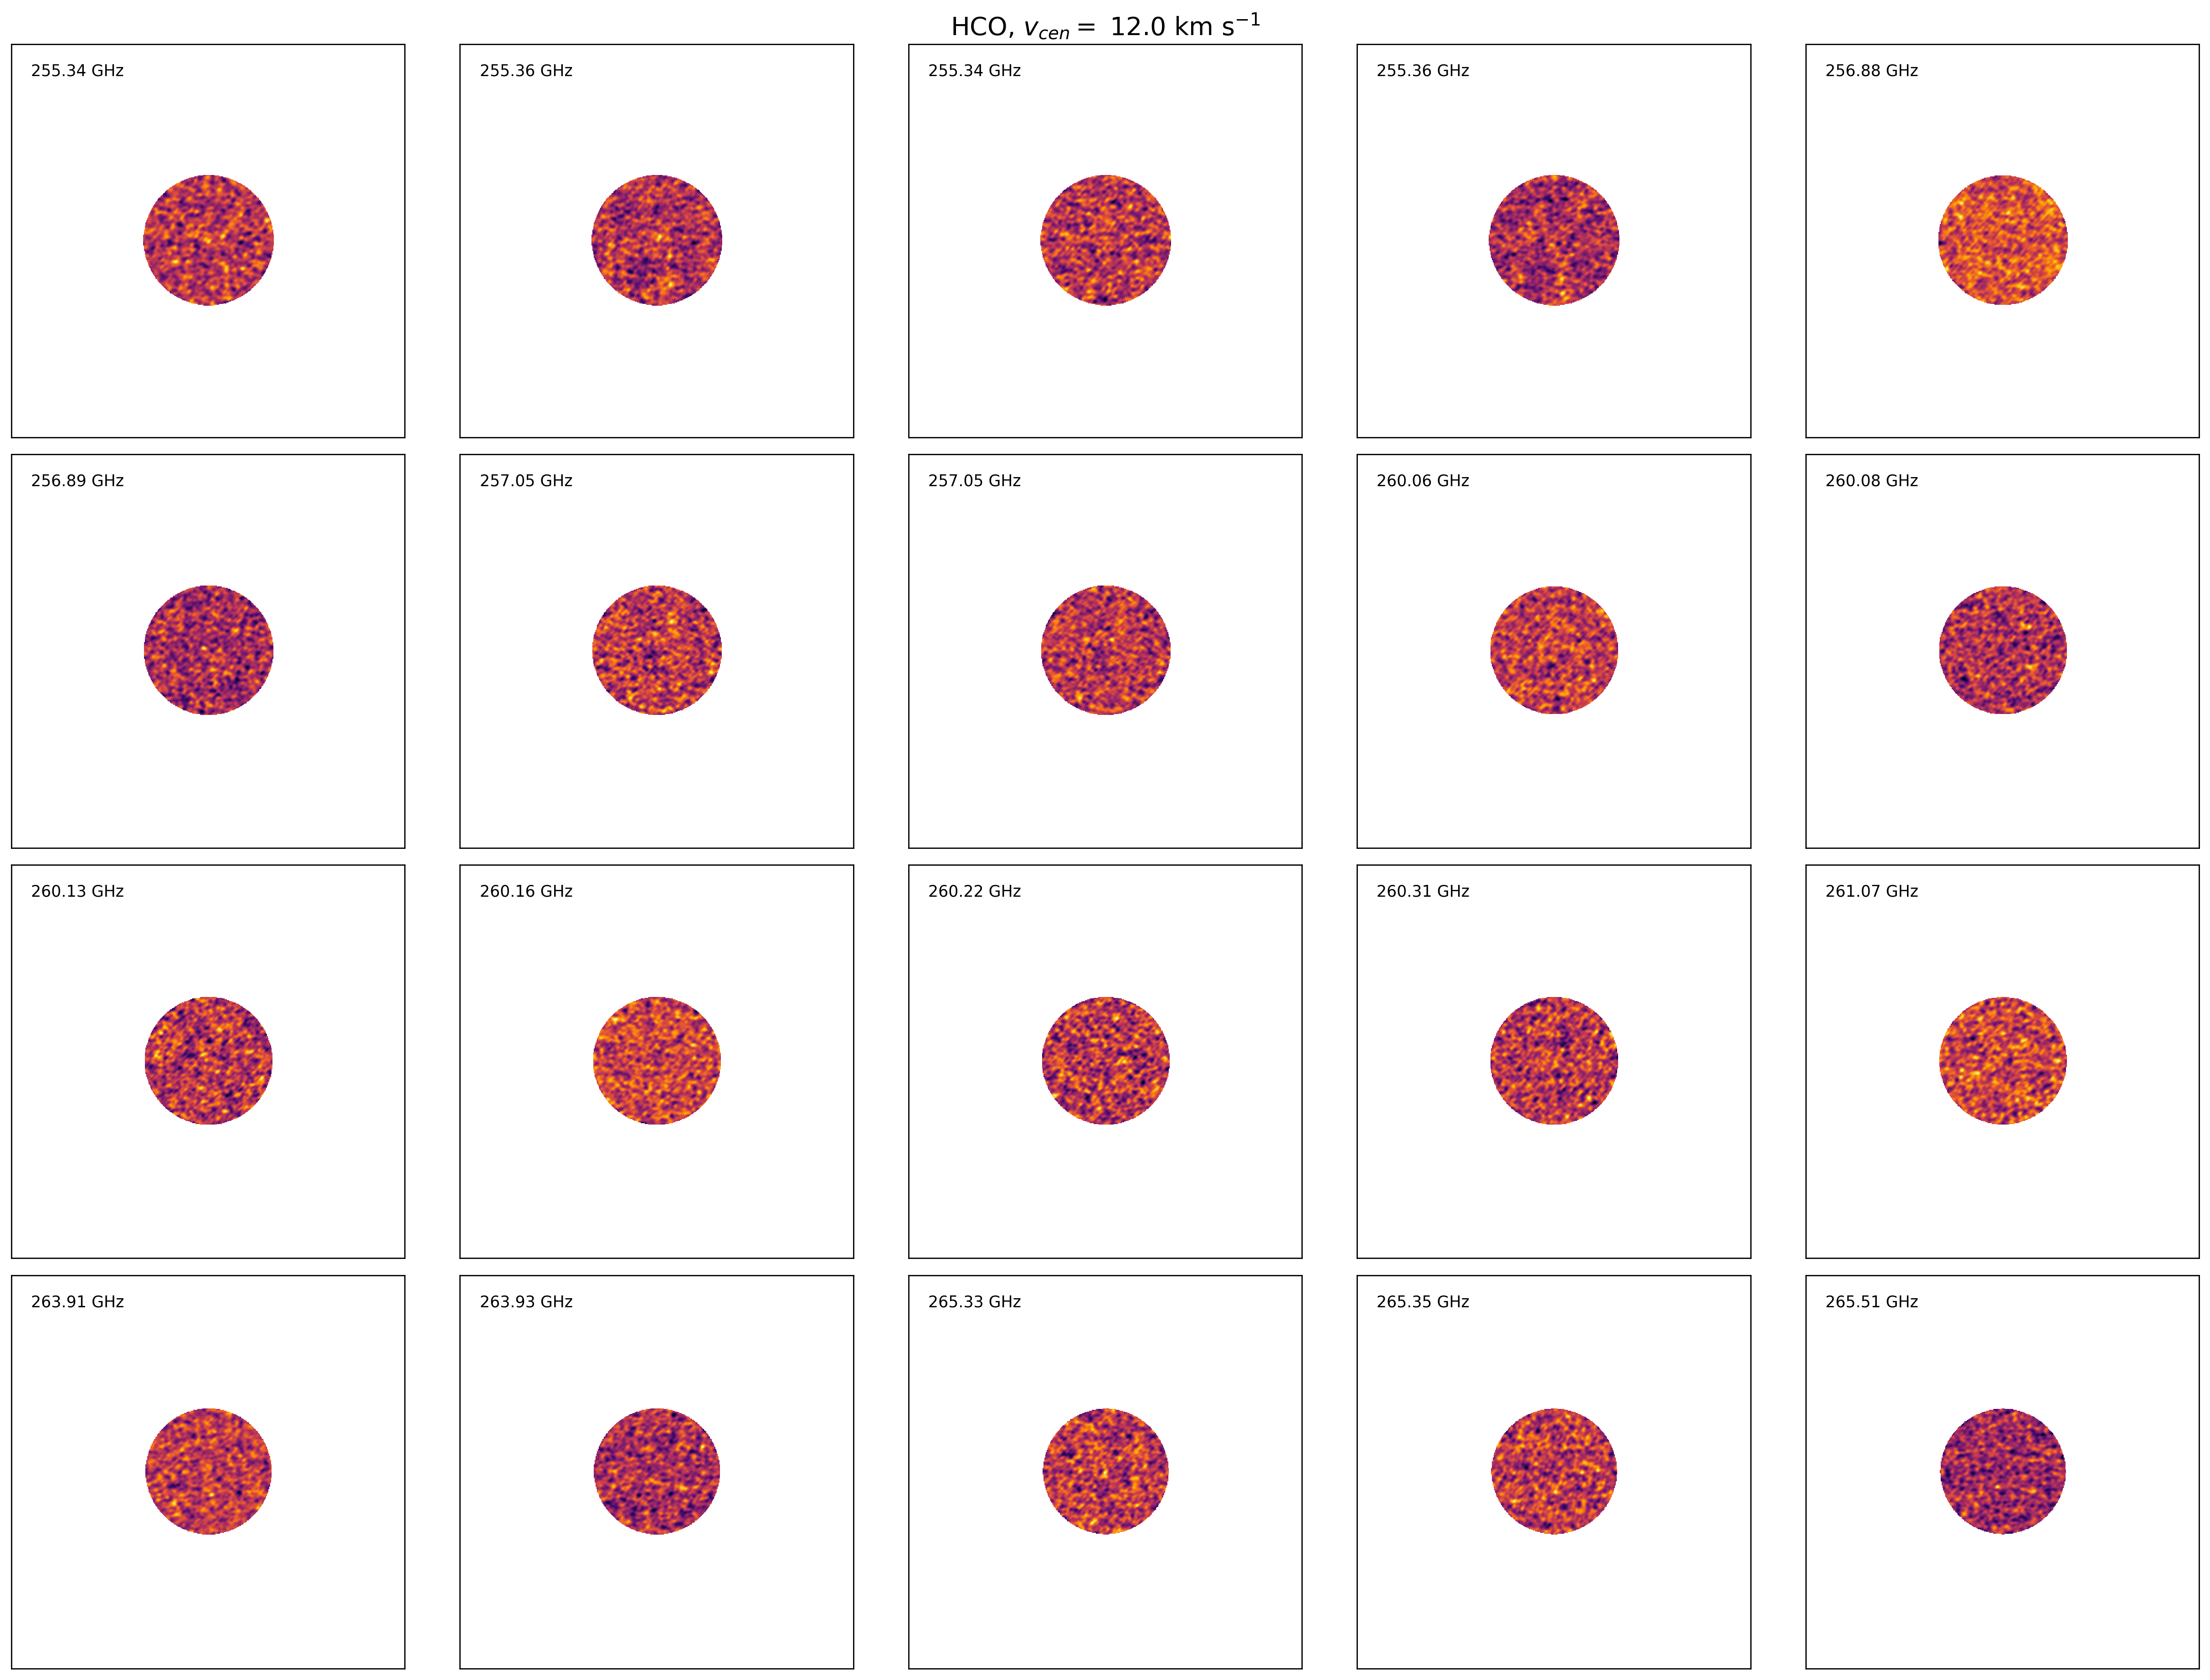 HCO, v_cen = 12.0 km s⁻¹
255.34 GHz
255.36 GHz
255.34 GHz
255.36 GHz
256.88 GHz
256.89 GHz
257.05 GHz
257.05 GHz
260.06 GHz
260.08 GHz
260.13 GHz
260.16 GHz
260.22 GHz
260.31 GHz
261.07 GHz
263.91 GHz
263.93 GHz
265.33 GHz
265.35 GHz
265.51 GHz